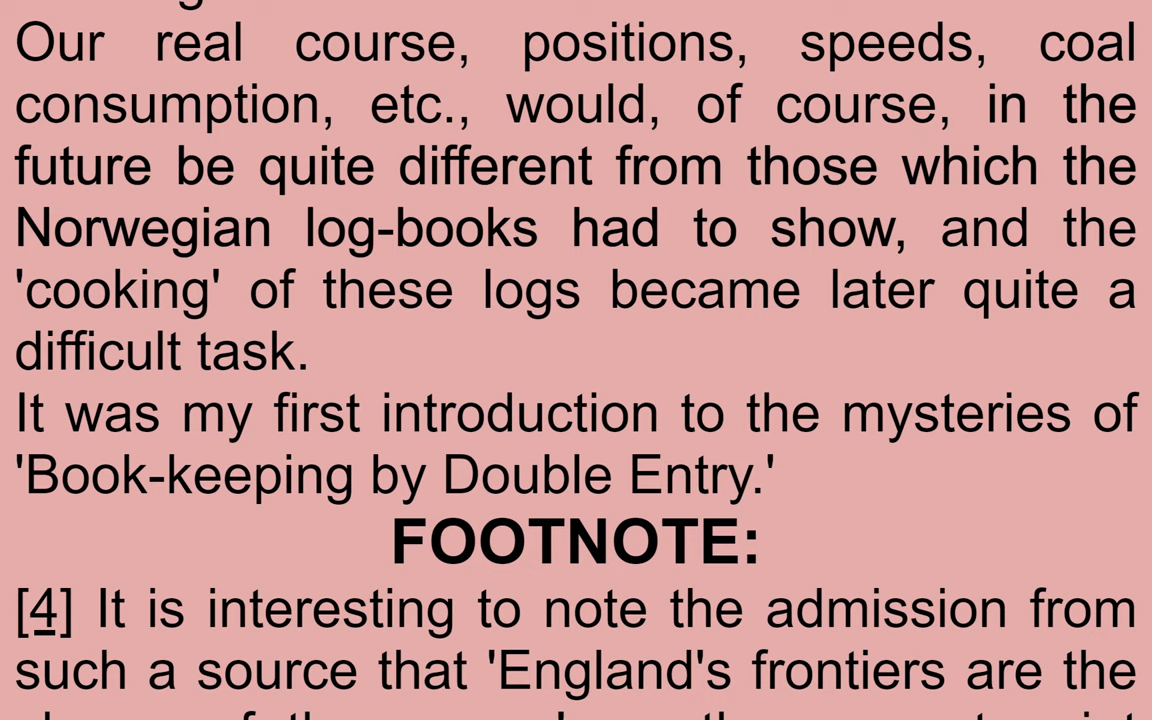 Our real course, positions, speeds, coal
consumption, etc., would, of course, in the
future be quite different from those which the
Norwegian log-books had to show, and the
'cooking' of these logs became later quite a
difficult task.
It was my first introduction to the mysteries of
'Book-keeping by Double Entry.'
FOOTNOTE:
[4] It is interesting to note the admission from
such a source that 'England's frontiers are the